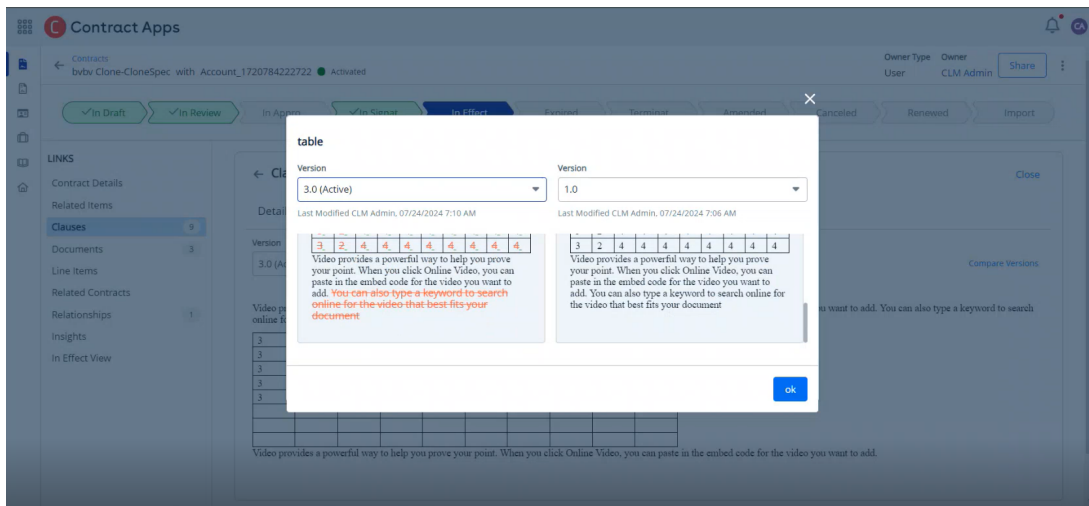 Contract Apps
CA
Contracts
bvbv Clone-CloneSpec with Account_1720784222722 Activated
Owner Type Owner
User CLM Admin
Share
In Draft In Review In Appro In Signat In Effect Expired Terminat Amended Canceled Renewed Import
LINKS
Contract Details
Related Items
Clauses 9
Documents 3
Line Items
Related Contracts
Relationships 1
Insights
In Effect View
Cla
Close
Detail
Version
3.0 (Ac
Compare Versions
table
Version
3.0 (Active)
Last Modified CLM Admin, 07/24/2024 7:10 AM
3 2 4 4 4 4 4 4 4 4
Video provides a powerful way to help you prove
your point. When you click Online Video, you can
paste in the embed code for the video you want to
add. You can also type a keyword to search
online for the video that best fits your
document
Version
1.0
Last Modified CLM Admin, 07/24/2024 7:06 AM
3 2 4 4 4 4 4 4 4 4
Video provides a powerful way to help you prove
your point. When you click Online Video, you can
paste in the embed code for the video you want to
add. You can also type a keyword to search online for
the video that best fits your document
ok
Video p
u want to add. You can also type a keyword to search
online f
3
3
3
3
3
Video provides a powerful way to help you prove your point. When you click Online Video, you can paste in the embed code for the video you want to add.